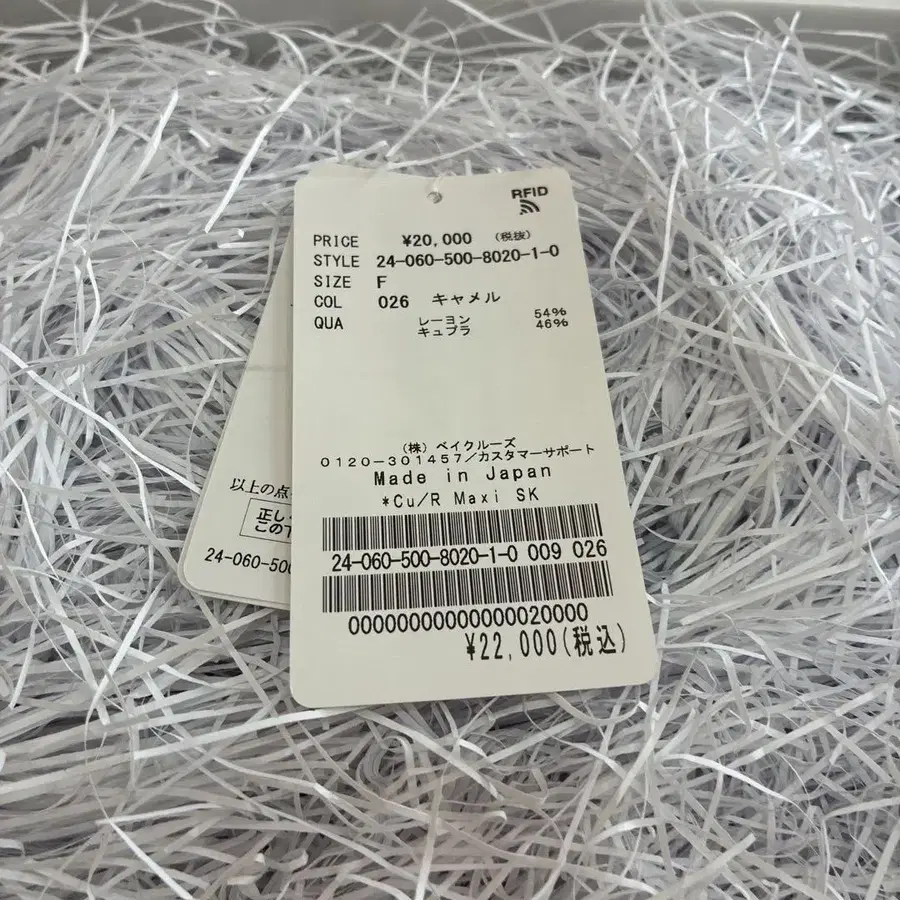 RFID
PRICE ¥20,000 (税抜)
STYLE 24-060-500-8020-1-0
SIZE F
COL 026 キャメル
QUA レーヨン 54%
キュプラ 46%
(株) ベイクルーズ
0120-301457/カスタマーサポート
Made in Japan
*Cu/R Maxi SK
24-060-500-8020-1-0 009 026
00000000000000020000
¥22,000(税込)
以上の点
正し
この
24-060-500